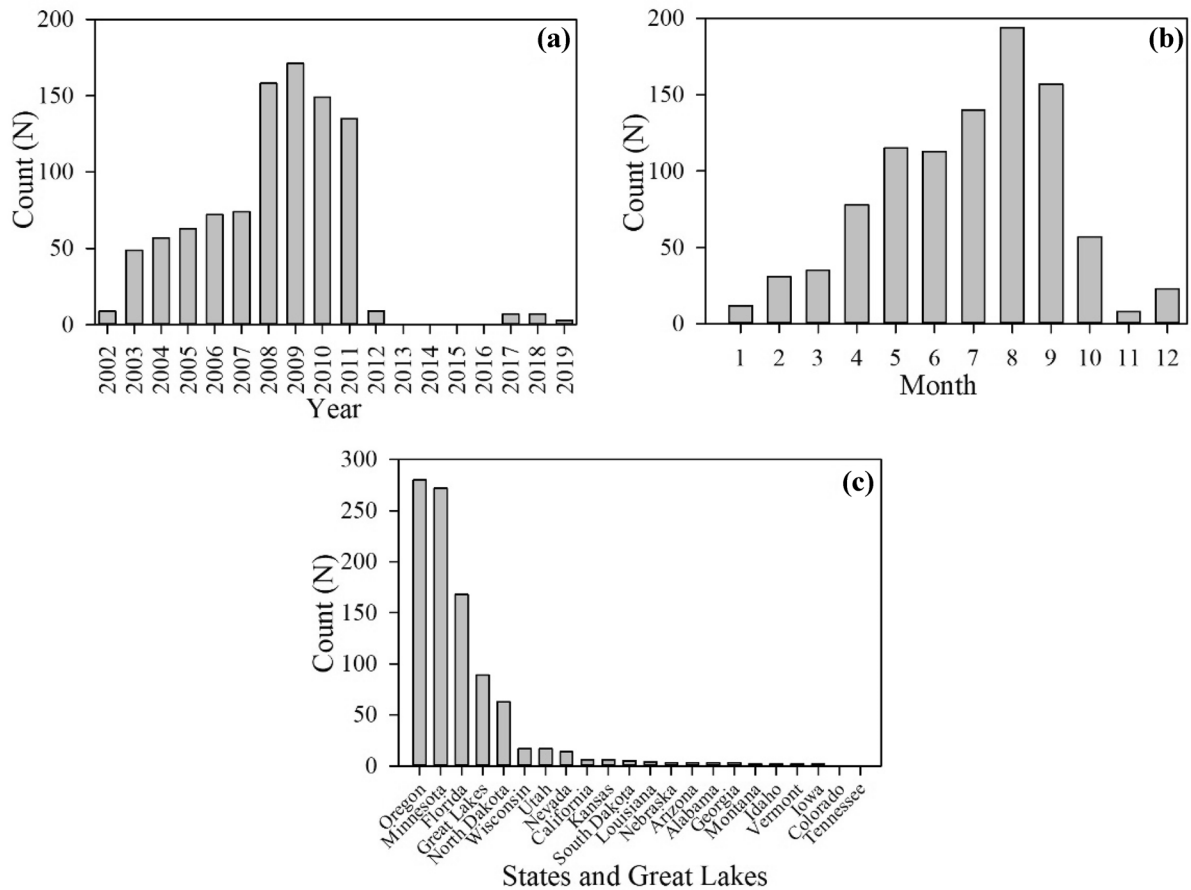 200
150
100
50
0
Count (N)
(a)
2002 2003 2004 2005 2006 2007 2008 2009 2010 2011 2012 2013 2014 2015 2016 2017 2018 2019
Year
200
150
100
50
0
Count (N)
(b)
1 2 3 4 5 6 7 8 9 10 11 12
Month
300
250
200
150
100
50
0
Count (N)
(c)
Oregon
Minnesota
Florida
Great Lakes
North Dakota
Wisconsin
Utah
Nevada
California
Kansas
South Dakota
Louisiana
Nebraska
Arizona
Alabama
Georgia
Montana
Idaho
Vermont
Iowa
Colorado
Tennessee
States and Great Lakes